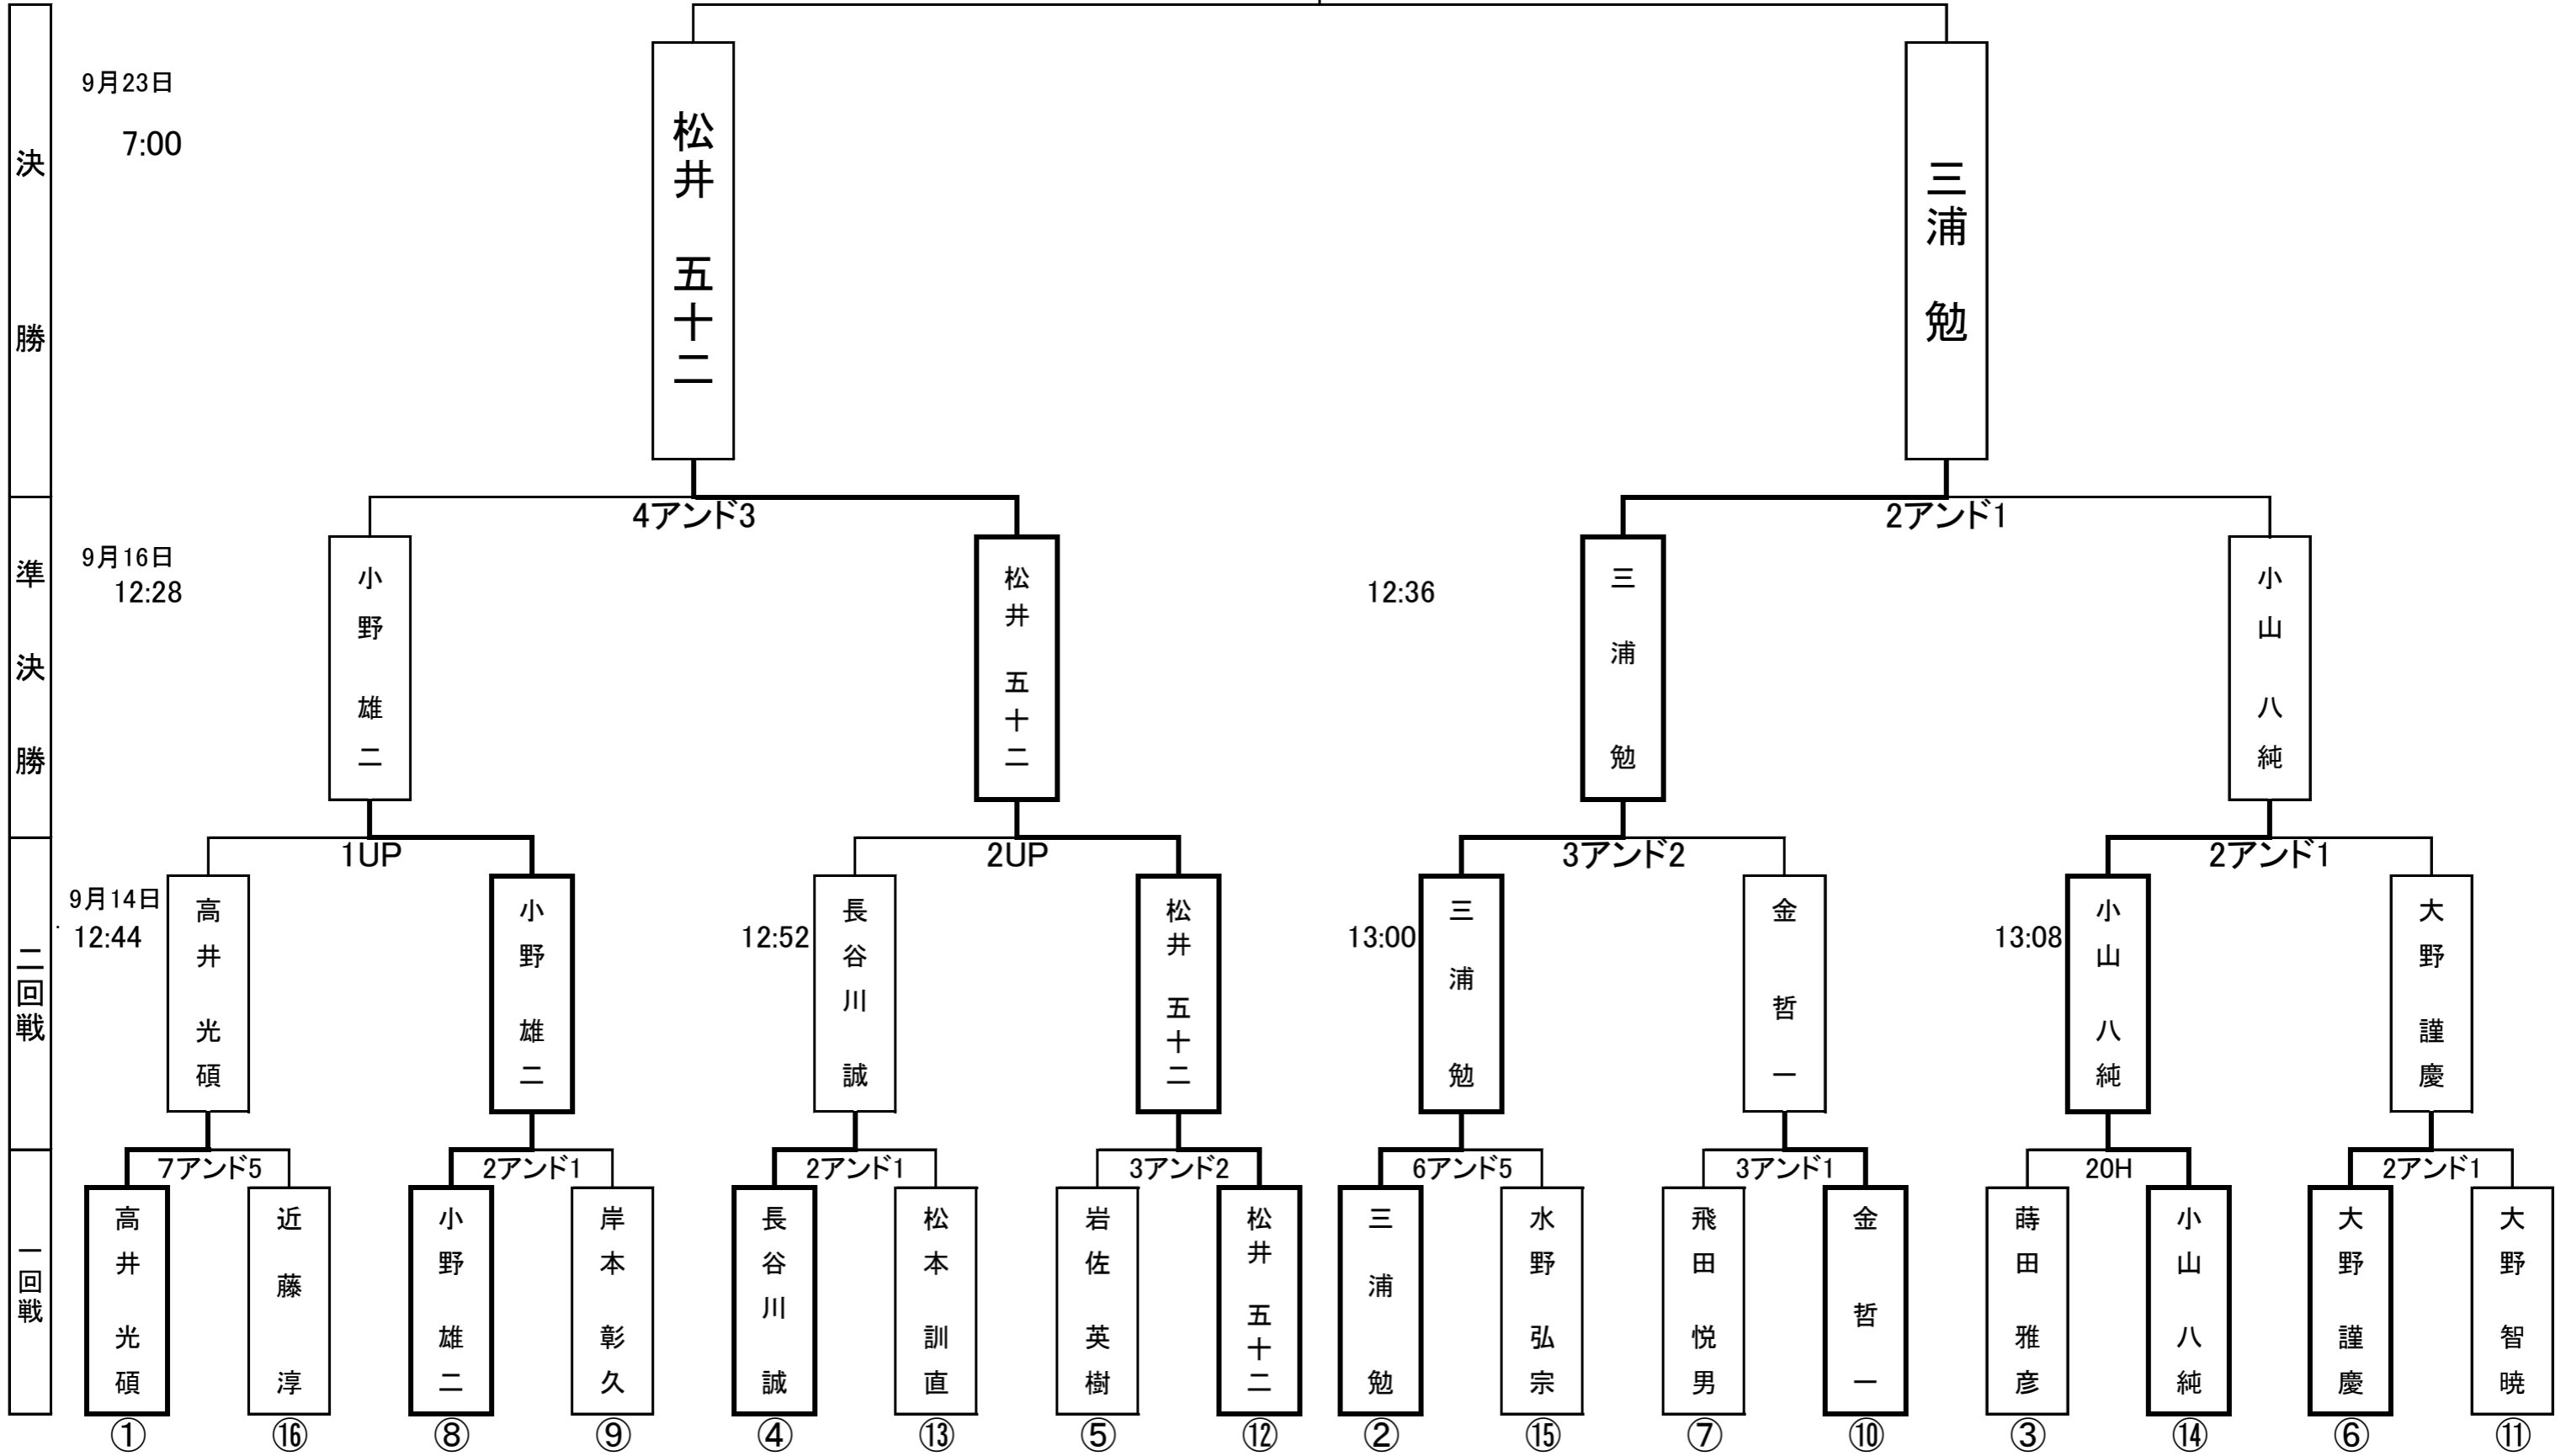 決勝
9月23日
7:00
松井 五十二
三浦 勉
4アンド3
2アンド1
準決勝
9月16日
12:28
小野 雄二
松井 五十二
12:36
三浦 勉
小山 八純
1UP
2UP
3アンド2
2アンド1
二回戦
9月14日
12:44
高井 光碩
小野 雄二
12:52
長谷川 誠
松井 五十二
13:00
三浦 勉
金 哲一
13:08
小山 八純
大野 謹慶
7アンド5
2アンド1
2アンド1
3アンド2
6アンド5
3アンド1
20H
2アンド1
一回戦
高井 光碩
近藤 淳
小野 雄二
岸本 彰久
長谷川 誠
松本 訓直
岩佐 英樹
松井 五十二
三浦 勉
水野 弘宗
飛田 悦男
金 哲一
蒔田 雅彦
小山 八純
大野 謹慶
大野 智暁
① ⑯ ⑧ ⑨ ④ ⑬ ⑤ ⑫ ② ⑮ ⑦ ⑩ ③ ⑭ ⑥ ⑪